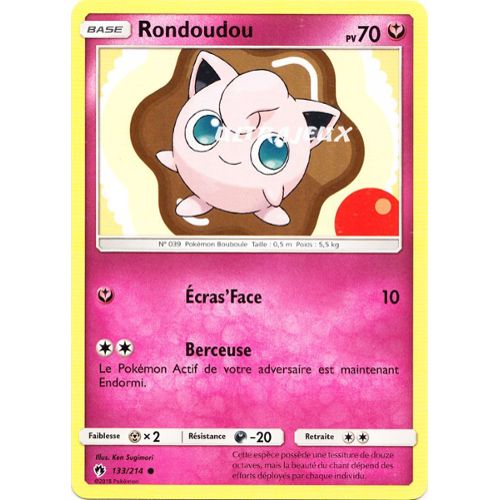 BASE Rondoudou PV 70
ULTRAJEUX
N° 039 Pokémon Bouboule Taille : 0,5 m Poids : 5,5 kg
Écras'Face 10
Berceuse
Le Pokémon Actif de votre adversaire est maintenant
Endormi.
Faiblesse × 2 Résistance -20 Retraite
Illus. Ken Sugimori
133/214
©2018 Pokémon
Cette espèce possède une tessiture de douze
octaves, mais la beauté du chant dépend des
efforts déployés par chaque individu.